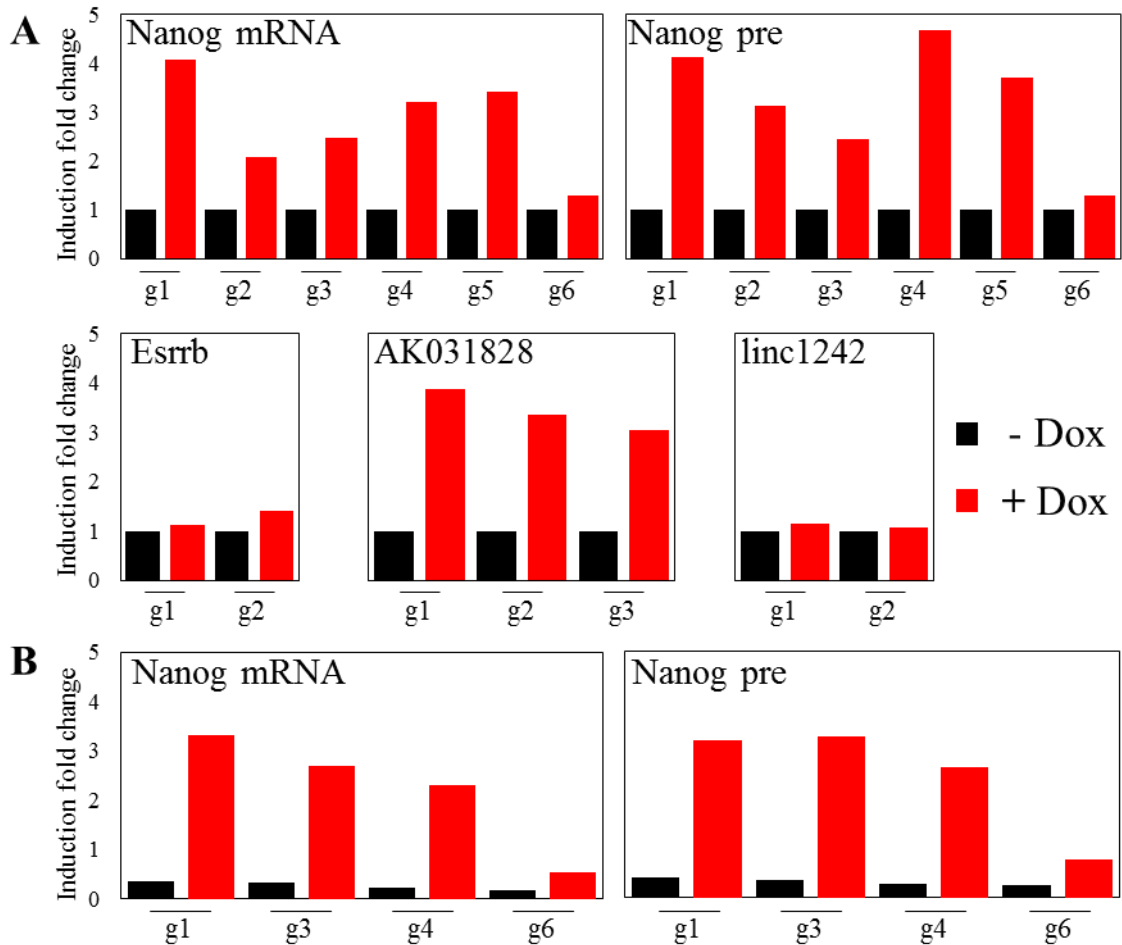 A
Nanog mRNA
Nanog pre
Induction fold change
5
4
3
2
1
0
g1 g2 g3 g4 g5 g6
g1 g2 g3 g4 g5 g6
Esrrb
AK031828
linc1242
Induction fold change
5
4
3
2
1
0
g1 g2
g1 g2 g3
g1 g2
- Dox
+ Dox
B
Nanog mRNA
Nanog pre
Induction fold change
5
4
3
2
1
0
g1 g3 g4 g6
g1 g3 g4 g6